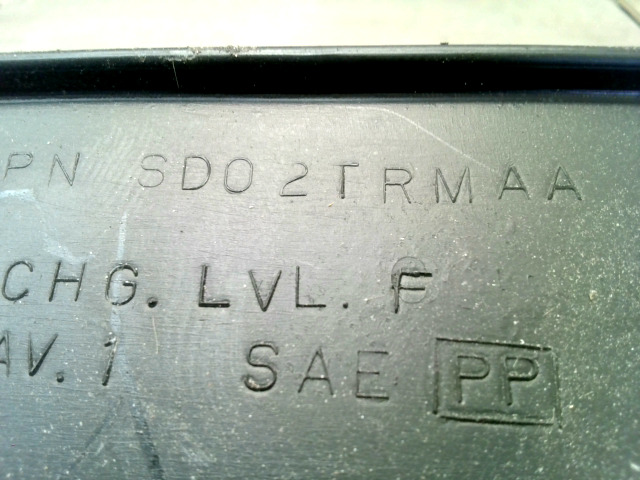 PN SD02TRMAA
CHG. LVL. F
AV. 1 SAE PP